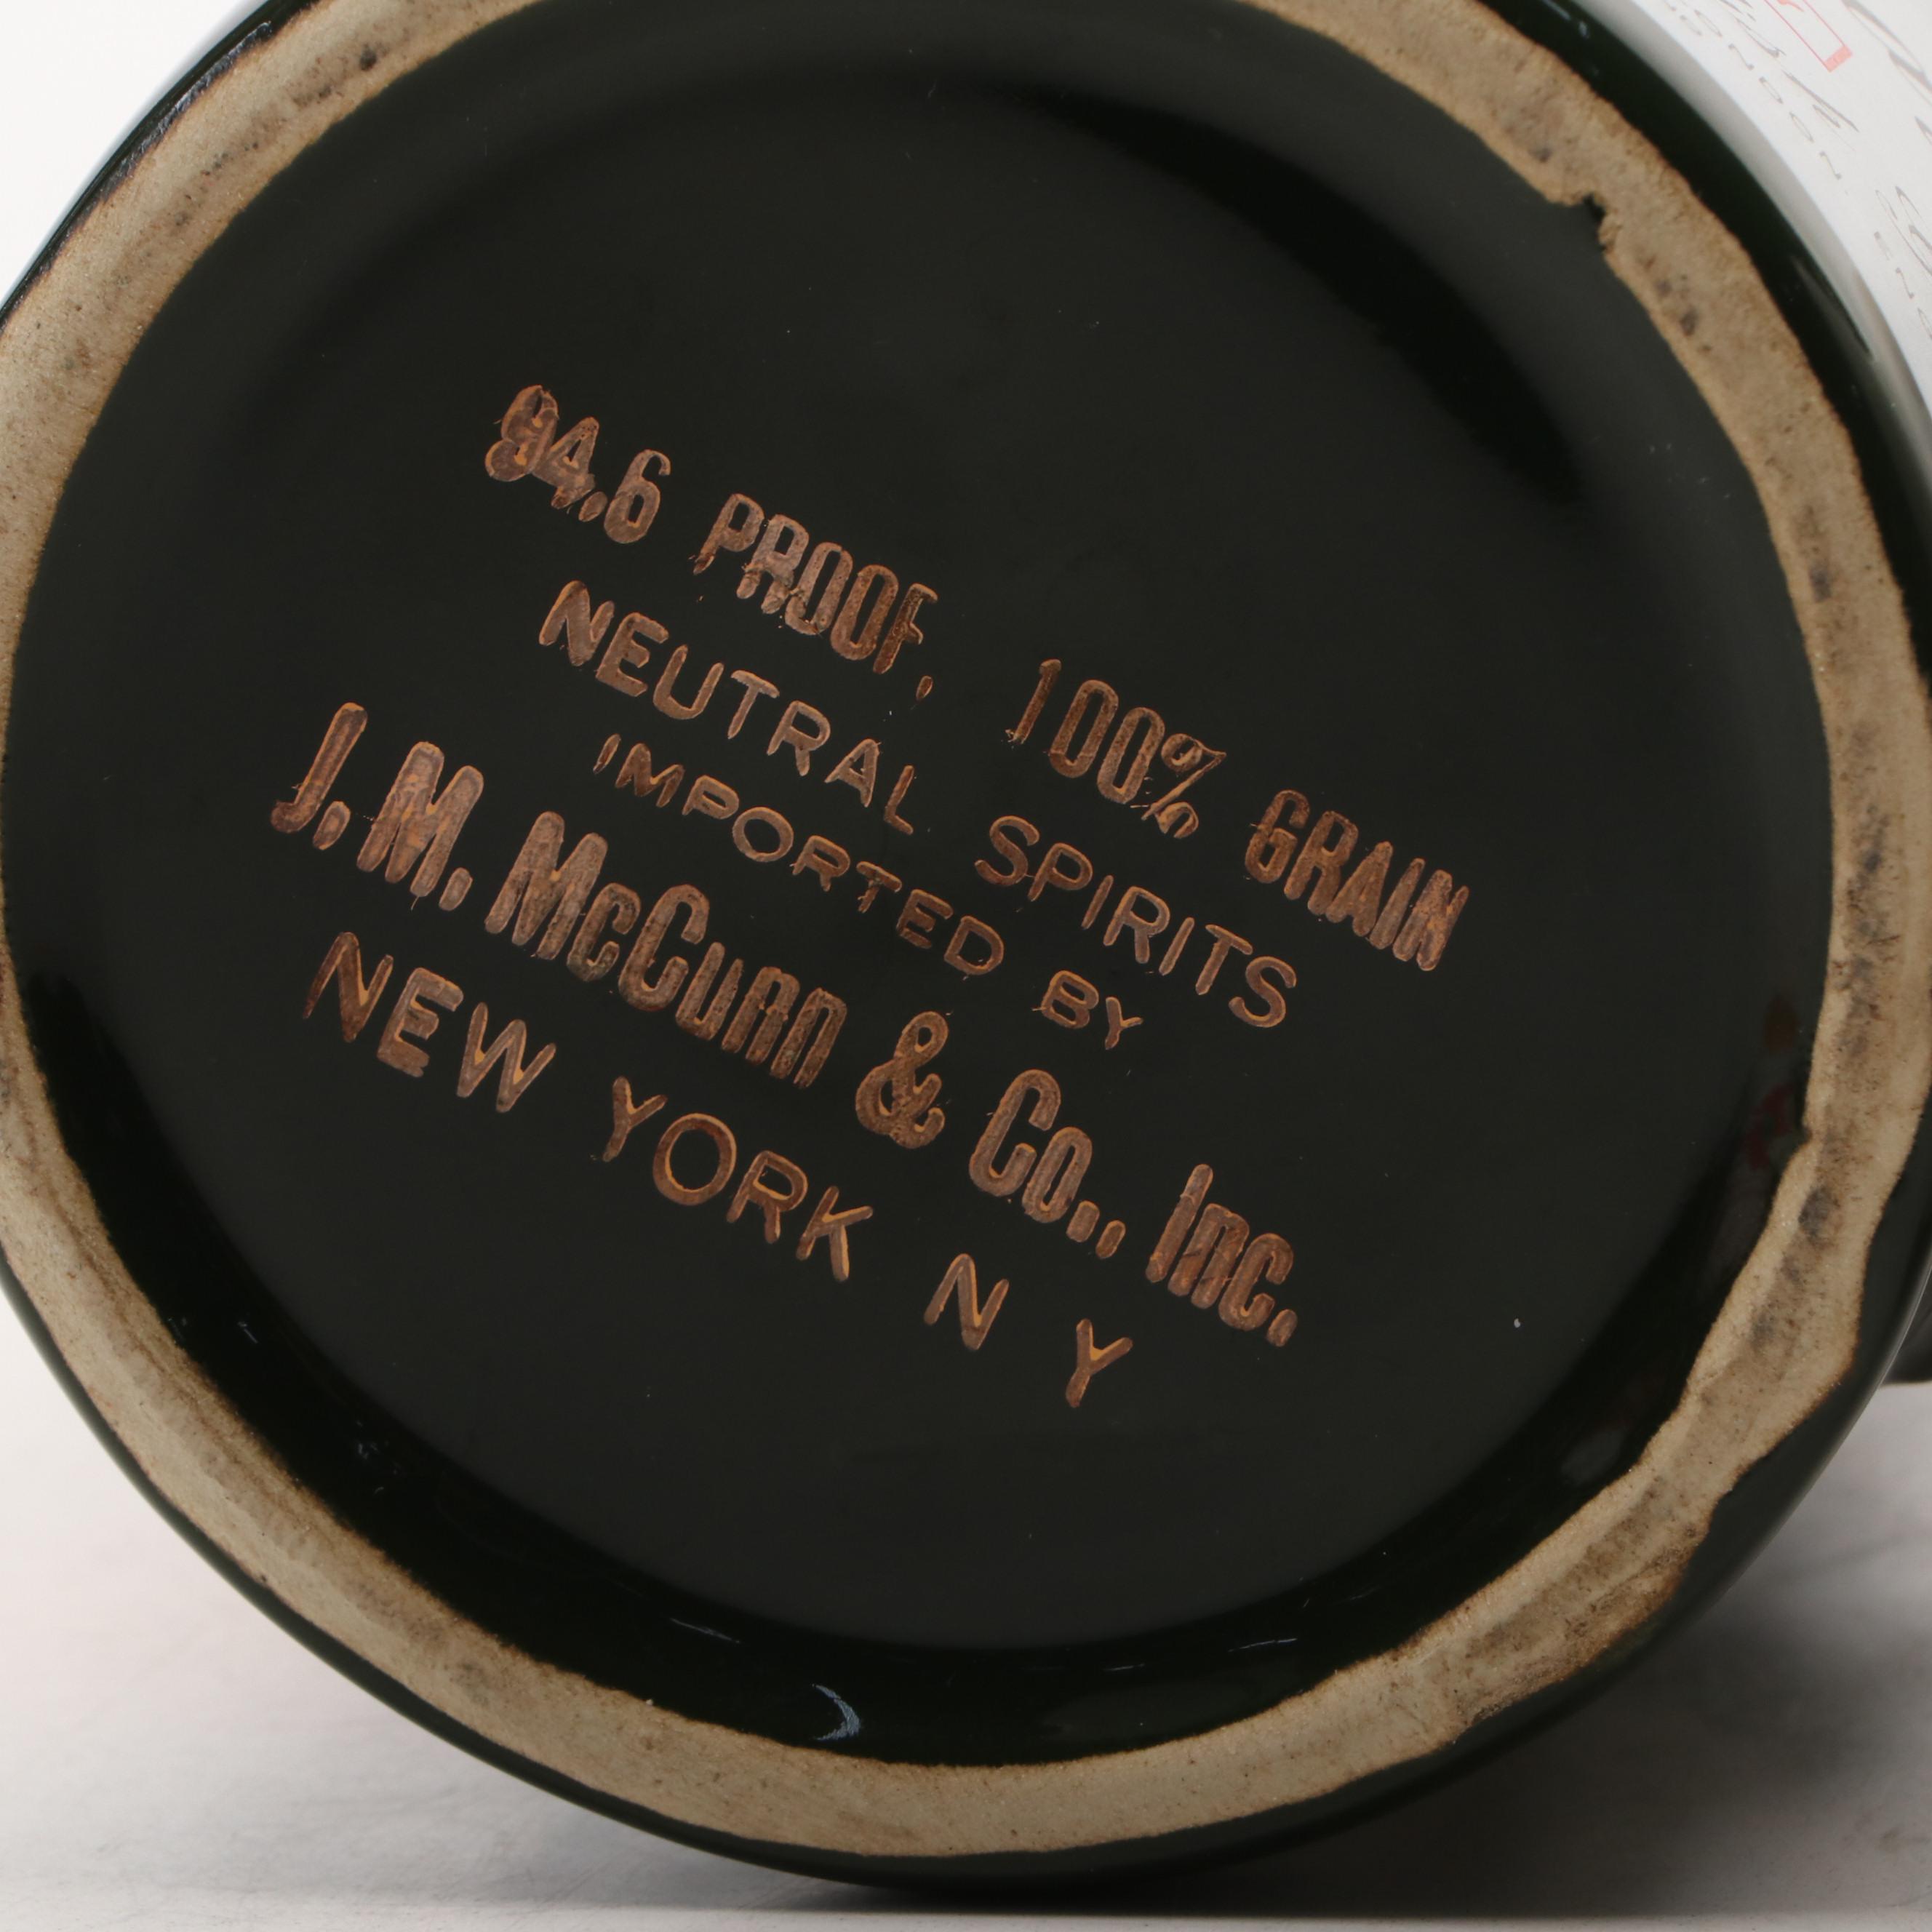 94.6 PROOF, 100% GRAIN
NEUTRAL SPIRITS
IMPORTED BY
J. M. McCunn & Co., Inc.
NEW YORK N Y